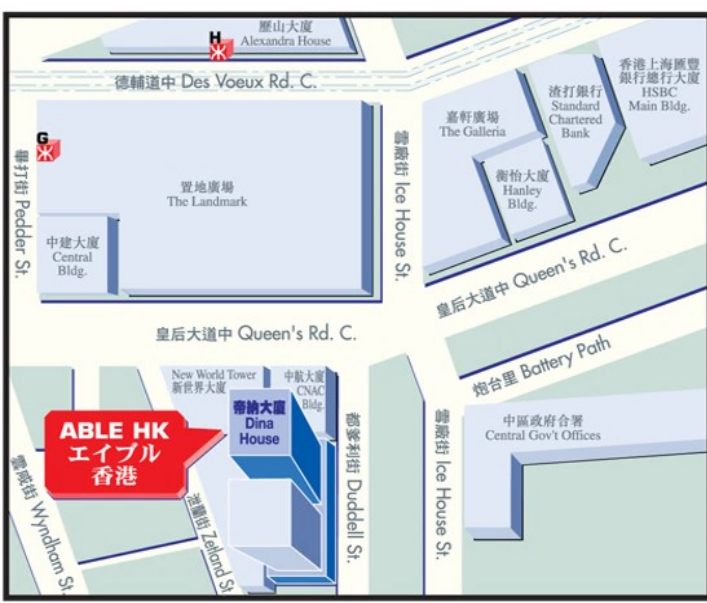 歷山大廈
Alexandra House
H
德輔道中 Des Voeux Rd. C.
香港上海匯豐
銀行總行大廈
HSBC
Main Bldg.
渣打銀行
Standard
Chartered
Bank
嘉軒廣場
The Galleria
衡怡大廈
Hanley
Bldg.
G
畢打街 Pedder St.
置地廣場
The Landmark
雪廠街 Ice House St.
中建大廈
Central
Bldg.
皇后大道中 Queen's Rd. C.
皇后大道中 Queen's Rd. C.
炮台里 Battery Path
New World Tower
新世界大廈
中航大廈
CNAC
Bldg.
帝納大廈
Dina
House
ABLE HK
エイブル
香港
中區政府合署
Central Gov't Offices
雲咸街 Wyndham St.
泄蘭街 Zetland St.
都爹利街 Duddell St.
雪廠街 Ice House St.